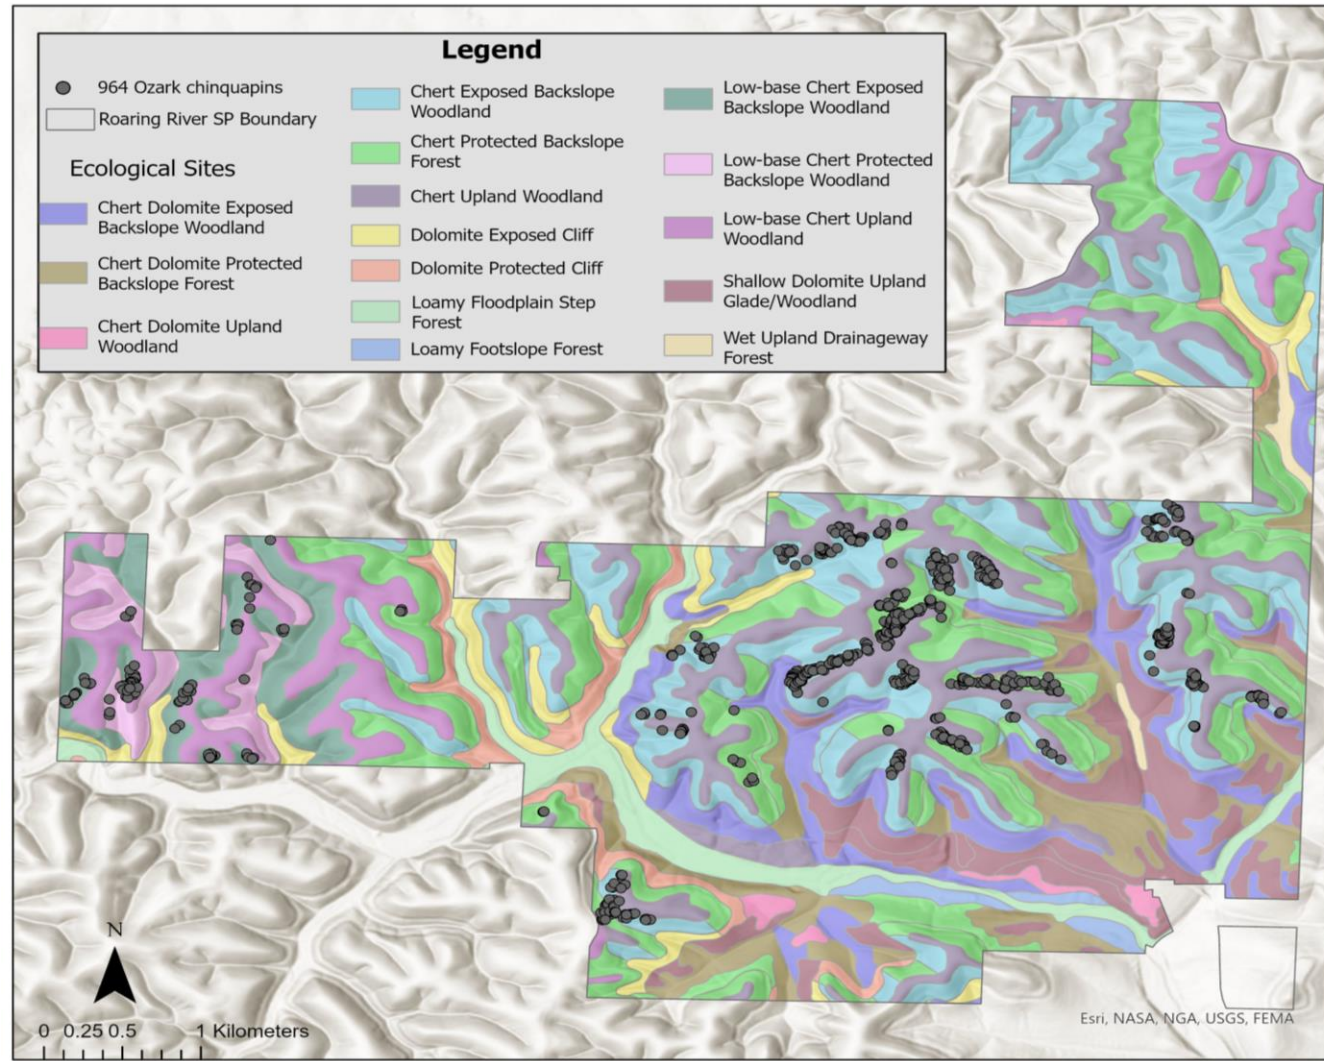 Legend
964 Ozark chinquapins
Roaring River SP Boundary
Ecological Sites
Chert Dolomite Exposed
Backslope Woodland
Chert Dolomite Protected
Backslope Forest
Chert Dolomite Upland
Woodland
Chert Exposed Backslope
Woodland
Chert Protected Backslope
Forest
Chert Upland Woodland
Dolomite Exposed Cliff
Dolomite Protected Cliff
Loamy Floodplain Step
Forest
Loamy Footslope Forest
Low-base Chert Exposed
Backslope Woodland
Low-base Chert Protected
Backslope Woodland
Low-base Chert Upland
Woodland
Shallow Dolomite Upland
Glade/Woodland
Wet Upland Drainageway
Forest
N
0 0.25 0.5 1 Kilometers
Esri, NASA, NGA, USGS, FEMA